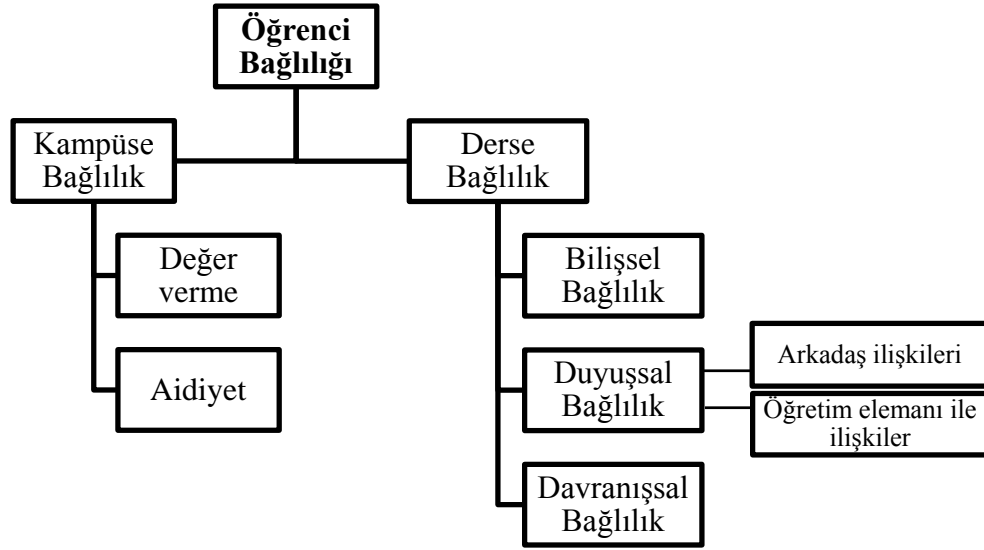 Öğrenci
Bağlılığı
Kampüse
Bağlılık
Değer
verme
Aidiyet
Derse
Bağlılık
Bilişsel
Bağlılık
Duyuşsal
Bağlılık
Arkadaş ilişkileri
Öğretim elemanı ile
ilişkiler
Davranışsal
Bağlılık